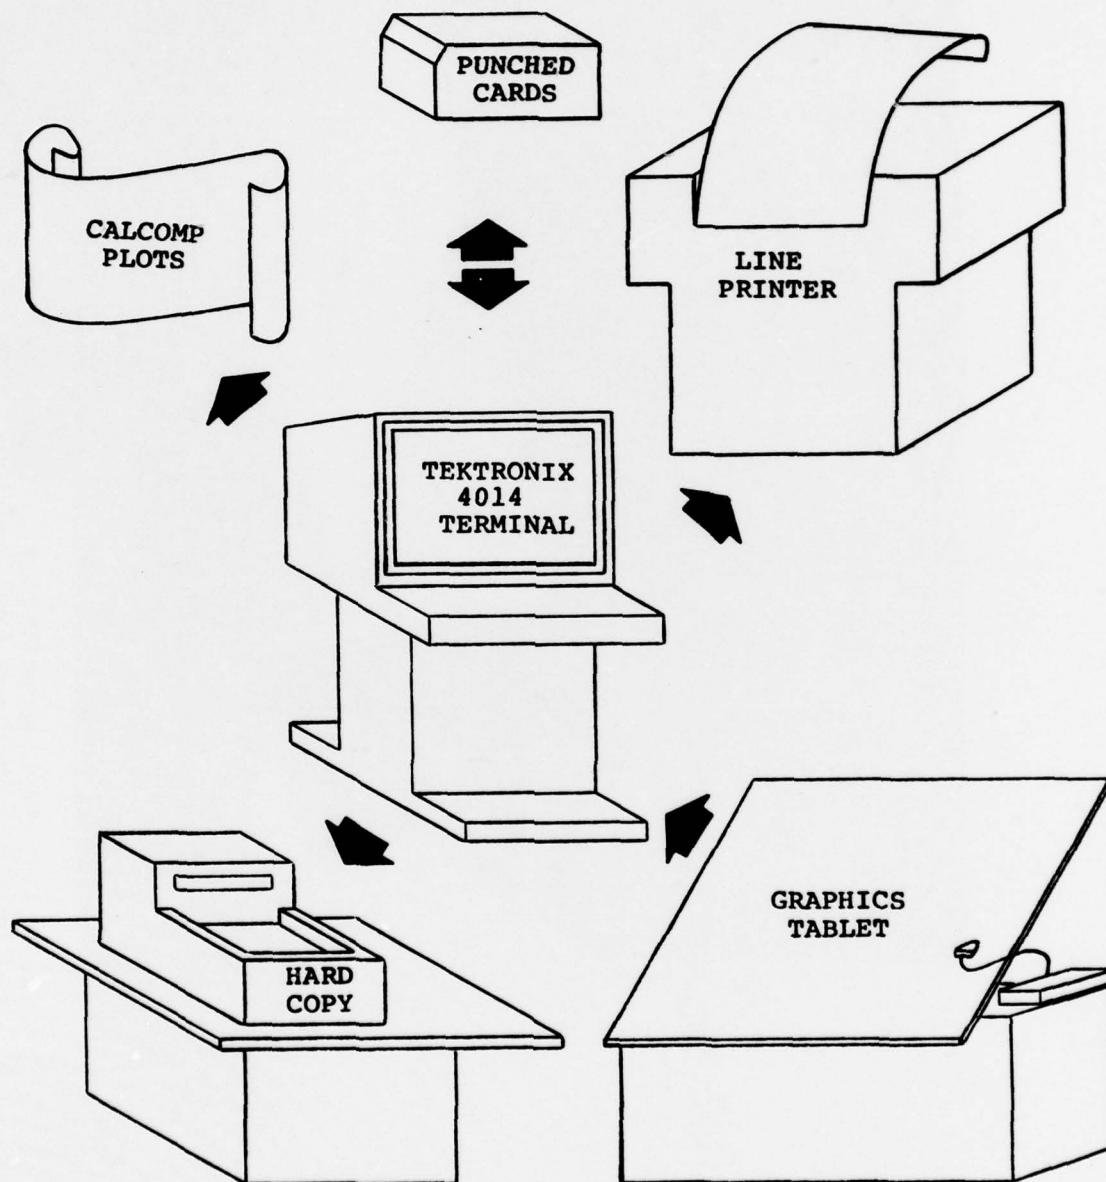 PUNCHED
CARDS
CALCOMP
PLOTS
LINE
PRINTER
TEKTRONIX
4014
TERMINAL
GRAPHICS
TABLET
HARD
COPY